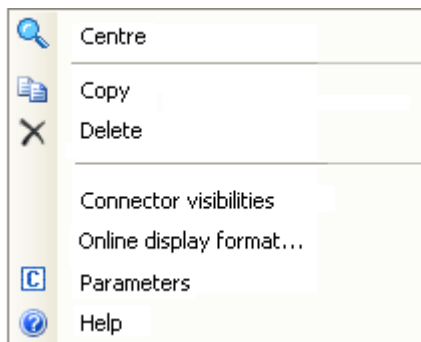 Centre
Copy
Delete
Connector visibilities
Online display format...
C Parameters
? Help